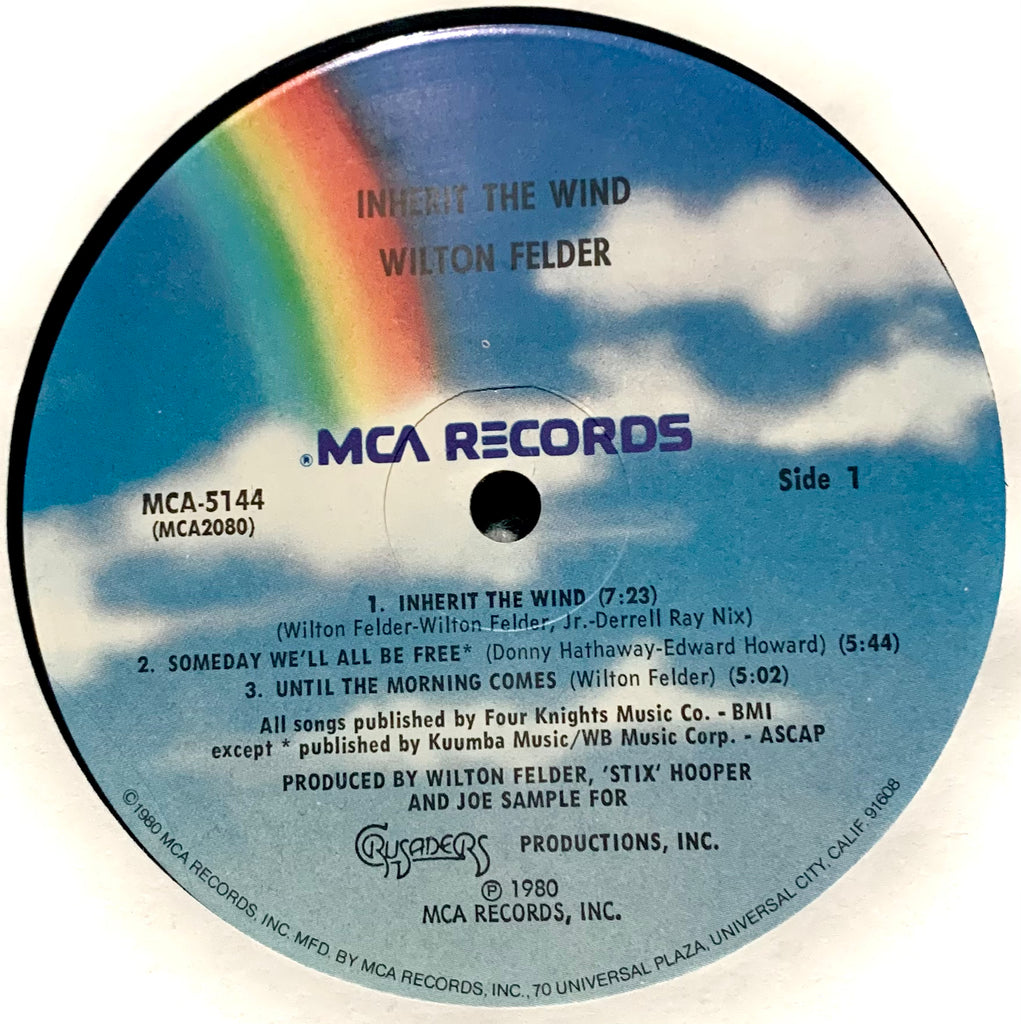 INHERIT THE WIND
WILTON FELDER
®MCA RECORDS
MCA-5144
(MCA2080)
Side 1
1. INHERIT THE WIND (7:23)
(Wilton Felder-Wilton Felder, Jr.-Derrell Ray Nix)
2. SOMEDAY WE'LL ALL BE FREE* (Donny Hathaway-Edward Howard) (5:44)
3. UNTIL THE MORNING COMES (Wilton Felder) (5:02)
All songs published by Four Knights Music Co. - BMI
except * published by Kuumba Music/WB Music Corp. - ASCAP
PRODUCED BY WILTON FELDER, 'STIX' HOOPER
AND JOE SAMPLE FOR
CRUSADERS PRODUCTIONS, INC.
℗ 1980
MCA RECORDS, INC.
©1980 MCA RECORDS, INC. MFD. BY MCA RECORDS, INC., 70 UNIVERSAL PLAZA, UNIVERSAL CITY, CALIF. 91608